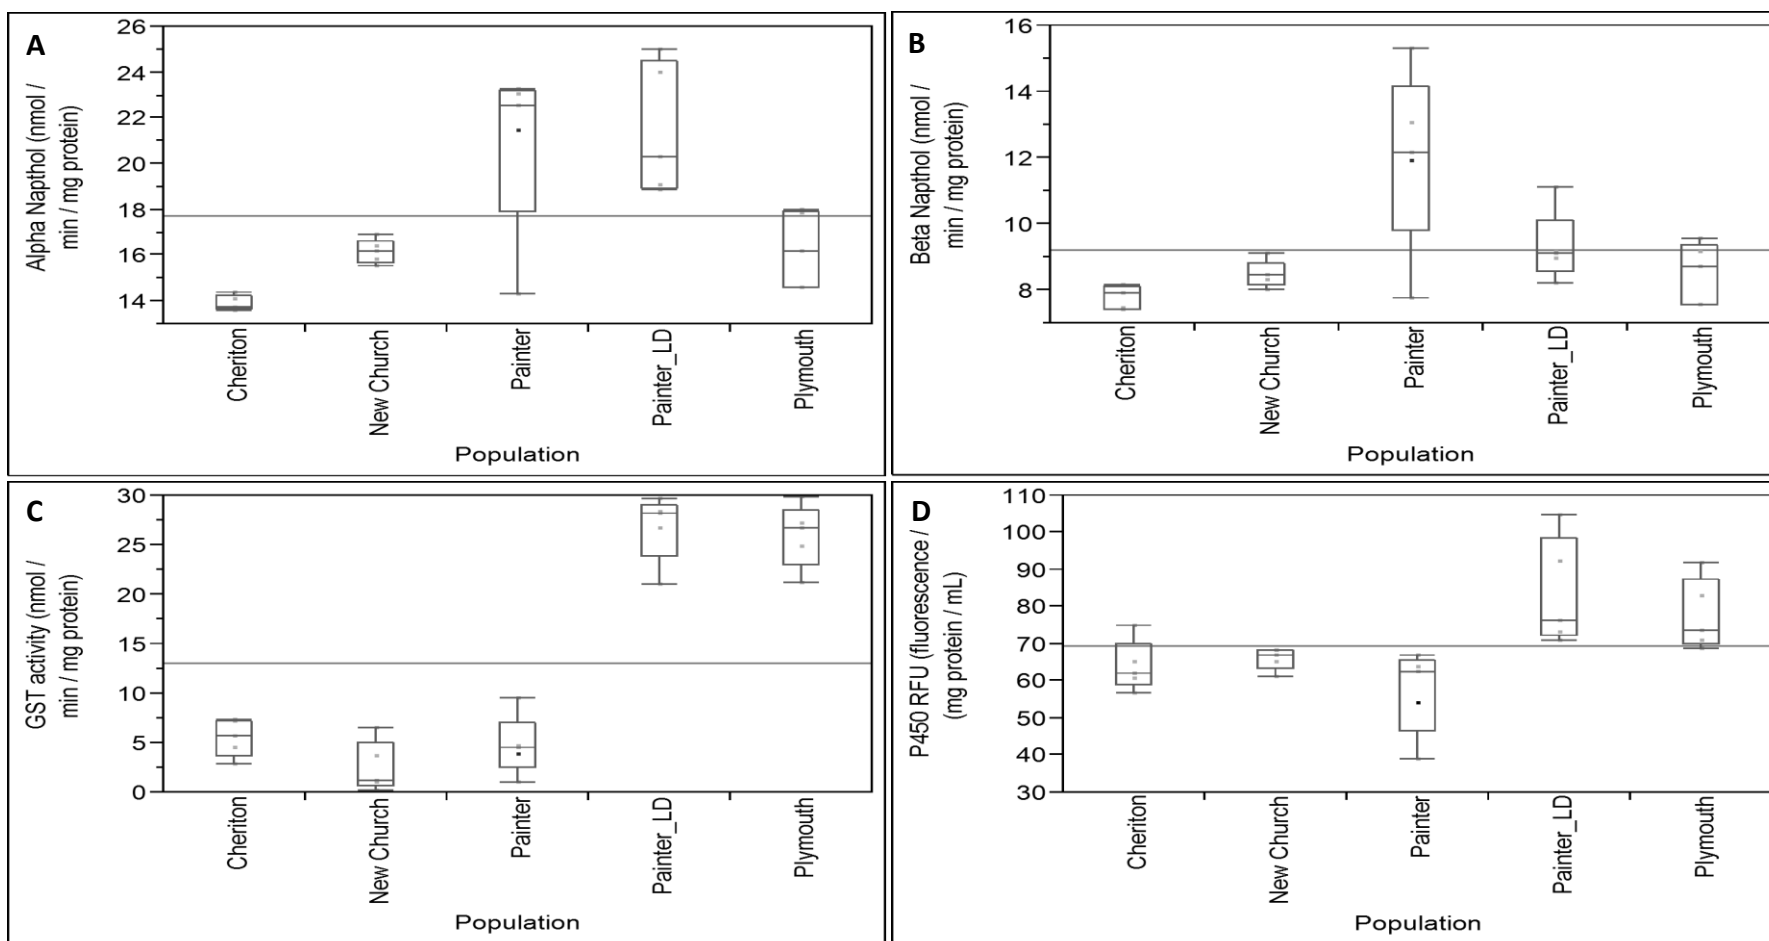 A
Alpha Napthol (nmol /
min / mg protein)
26
24
22
20
18
16
14
Cheriton
New Church
Painter
Painter_LD
Plymouth
Population
B
Beta Napthol (nmol /
min / mg protein)
16
14
12
10
8
Cheriton
New Church
Painter
Painter_LD
Plymouth
Population
C
GST activity (nmol /
min / mg protein)
30
25
20
15
10
5
0
Cheriton
New Church
Painter
Painter_LD
Plymouth
Population
D
P450 RFU (fluorescence /
(mg protein / mL)
110
100
90
80
70
60
50
40
30
Cheriton
New Church
Painter
Painter_LD
Plymouth
Population